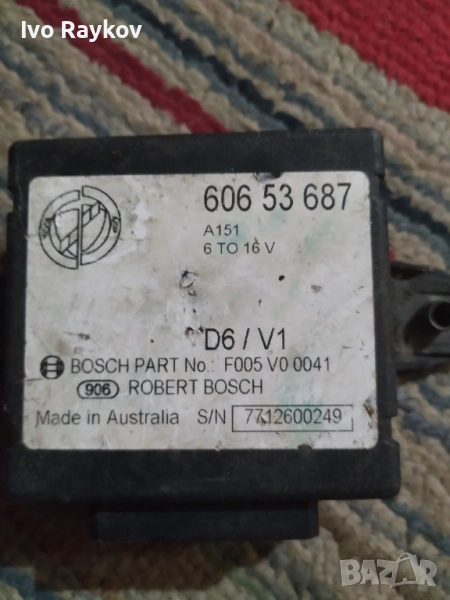 Ivo Raykov
606 53 687
A151
6 TO 16 V
D6 / V1
BOSCH PART No.: F005 V0 0041
906 ROBERT BOSCH
Made in Australia S/N 7712600249
BAZAR